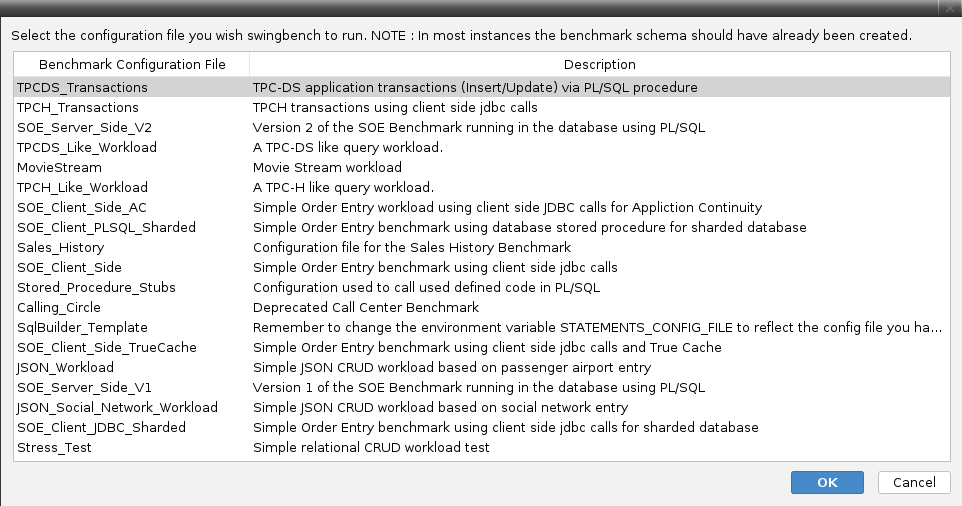 Select the configuration file you wish swingbench to run. NOTE : In most instances the benchmark schema should have already been created.
Benchmark Configuration File Description
TPCDS_Transactions TPC-DS application transactions (Insert/Update) via PL/SQL procedure
TPCH_Transactions TPCH transactions using client side jdbc calls
SOE_Server_Side_V2 Version 2 of the SOE Benchmark running in the database using PL/SQL
TPCDS_Like_Workload A TPC-DS like query workload.
MovieStream Movie Stream workload
TPCH_Like_Workload A TPC-H like query workload.
SOE_Client_Side_AC Simple Order Entry workload using client side JDBC calls for Appliction Continuity
SOE_Client_PLSQL_Sharded Simple Order Entry benchmark using database stored procedure for sharded database
Sales_History Configuration file for the Sales History Benchmark
SOE_Client_Side Simple Order Entry benchmark using client side jdbc calls
Stored_Procedure_Stubs Configuration used to call used defined code in PL/SQL
Calling_Circle Deprecated Call Center Benchmark
SqlBuilder_Template Remember to change the environment variable STATEMENTS_CONFIG_FILE to reflect the config file you ha...
SOE_Client_Side_TrueCache Simple Order Entry benchmark using client side jdbc calls and True Cache
JSON_Workload Simple JSON CRUD workload based on passenger airport entry
SOE_Server_Side_V1 Version 1 of the SOE Benchmark running in the database using PL/SQL
JSON_Social_Network_Workload Simple JSON CRUD workload based on social network entry
SOE_Client_JDBC_Sharded Simple Order Entry benchmark using client side jdbc calls for sharded database
Stress_Test Simple relational CRUD workload test
OK Cancel